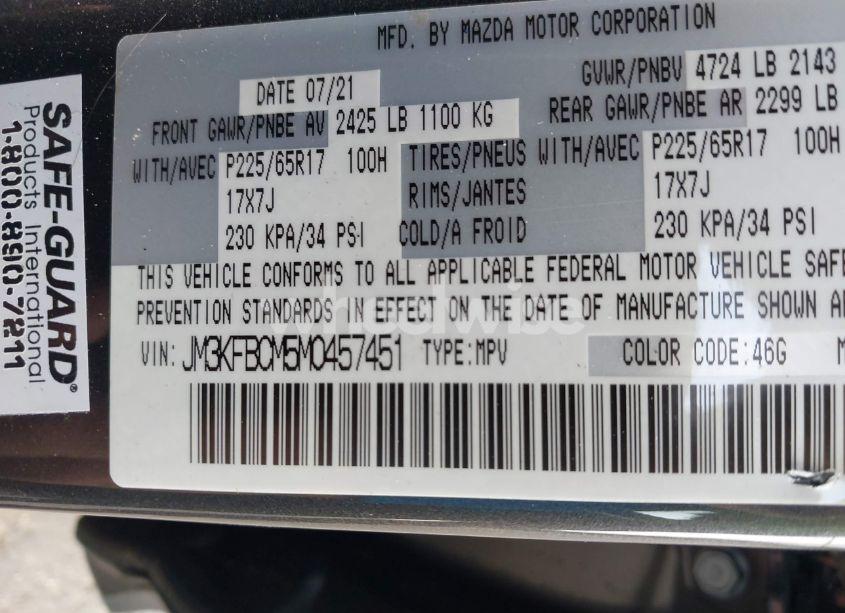 MFD. BY MAZDA MOTOR CORPORATION
DATE 07/21
GVWR/PNBV 4724 LB 2143
FRONT GAWR/PNBE AV 2425 LB 1100 KG
REAR GAWR/PNBE AR 2299 LB
WITH/AVEC P225/65R17 100H TIRES/PNEUS WITH/AVEC P225/65R17 100H
17X7J RIMS/JANTES 17X7J
230 KPA/34 PSI COLD/A FROID 230 KPA/34 PSI
THIS VEHICLE CONFORMS TO ALL APPLICABLE FEDERAL MOTOR VEHICLE SAFE
PREVENTION STANDARDS IN EFFECT ON THE DATE OF MANUFACTURE SHOWN A
wheelwise
VIN: JM3KFBCM5M0457451 TYPE:MPV COLOR CODE:46G M
SAFE-GUARD®
Products International
1-800-890-7211